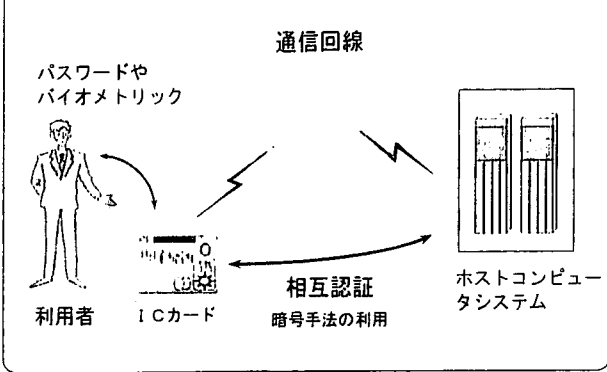 通信回線
パスワードや
バイオメトリック
利用者
ＩＣカード
相互認証
暗号手法の利用
ホストコンピュー
タシステム